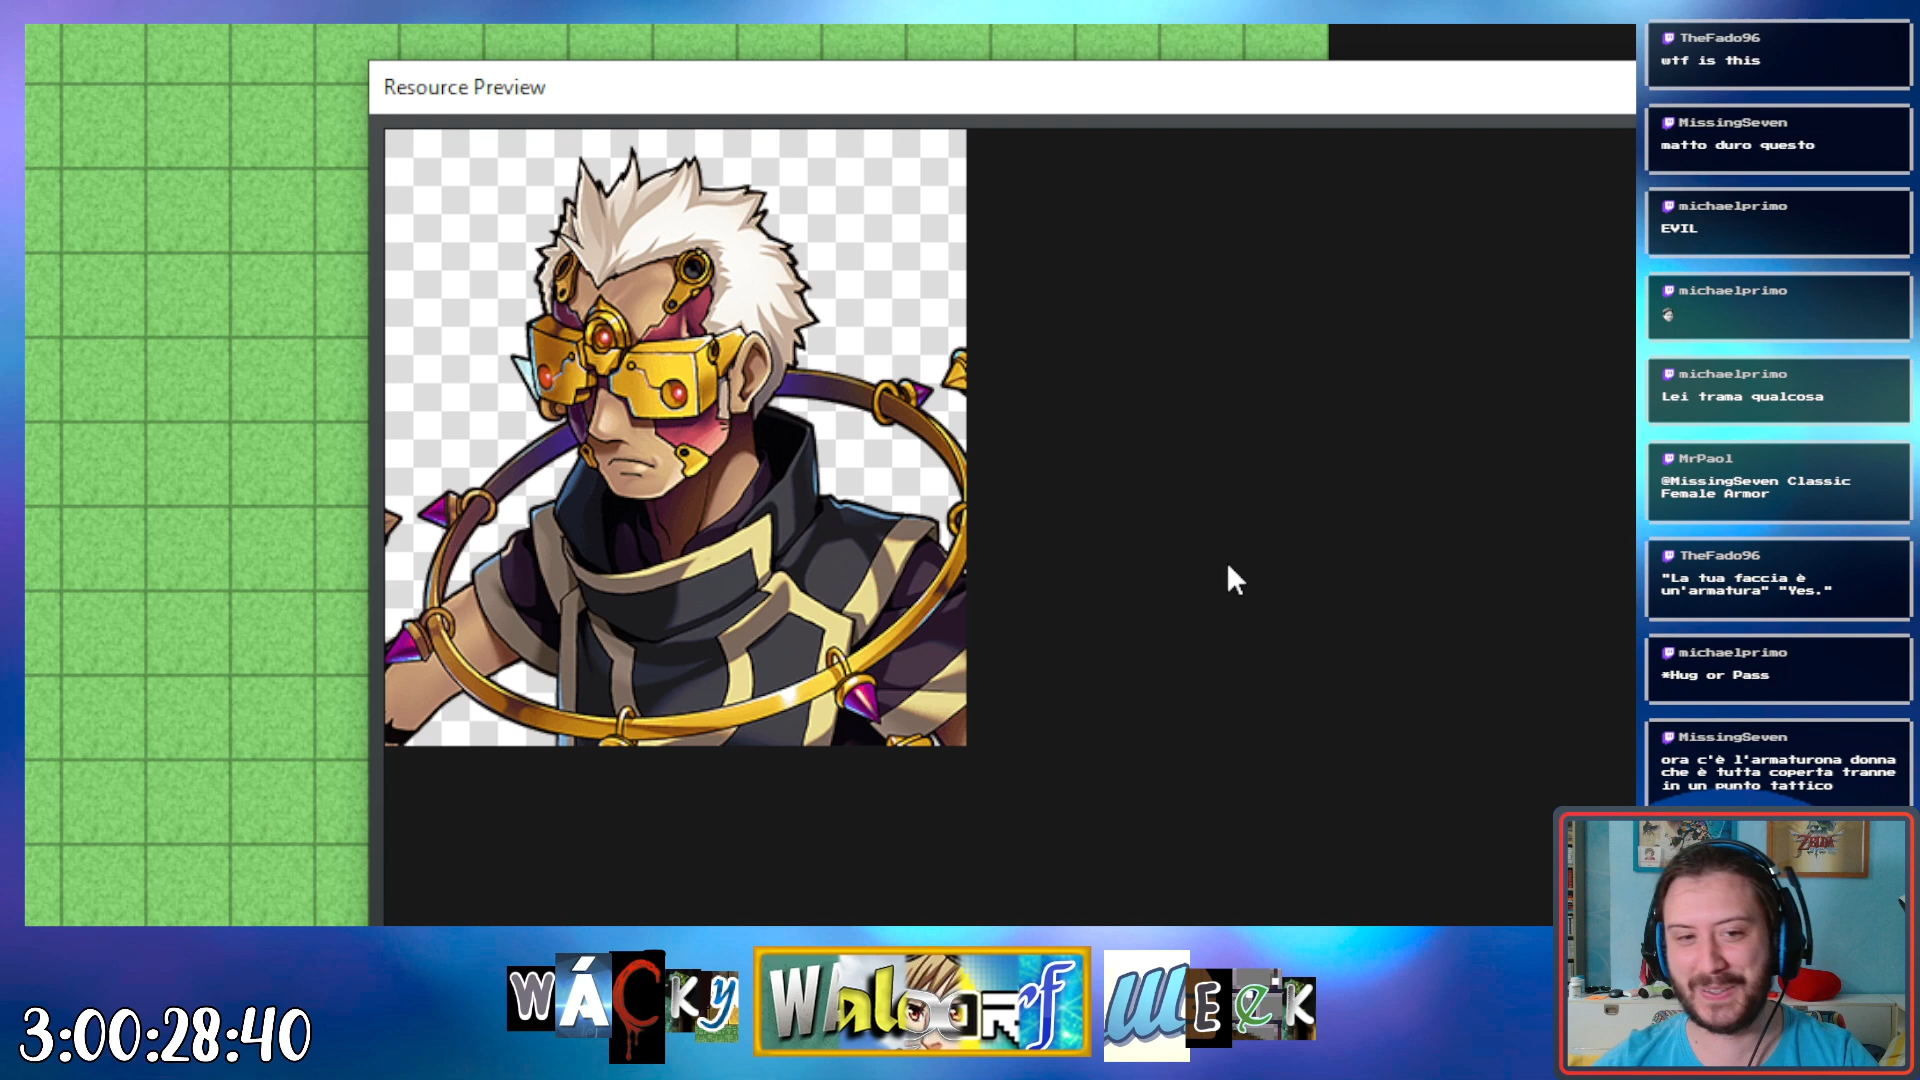 Resource Preview
TheFado96
wtf is this
MissingSeven
matto duro questo
michaelprimo
EVIL
michaelprimo
michaelprimo
Lei trama qualcosa
MrPaol
@MissingSeven Classic
Female Armor
TheFado96
"La tua faccia è
un'armatura" "Yes."
michaelprimo
*Hug or Pass
MissingSeven
ora c'è l'armaturona donna
che è tutta coperta tranne
in un punto tattico
ZELDA
WÁCKy Waldorf WEeK
3:00:28:40